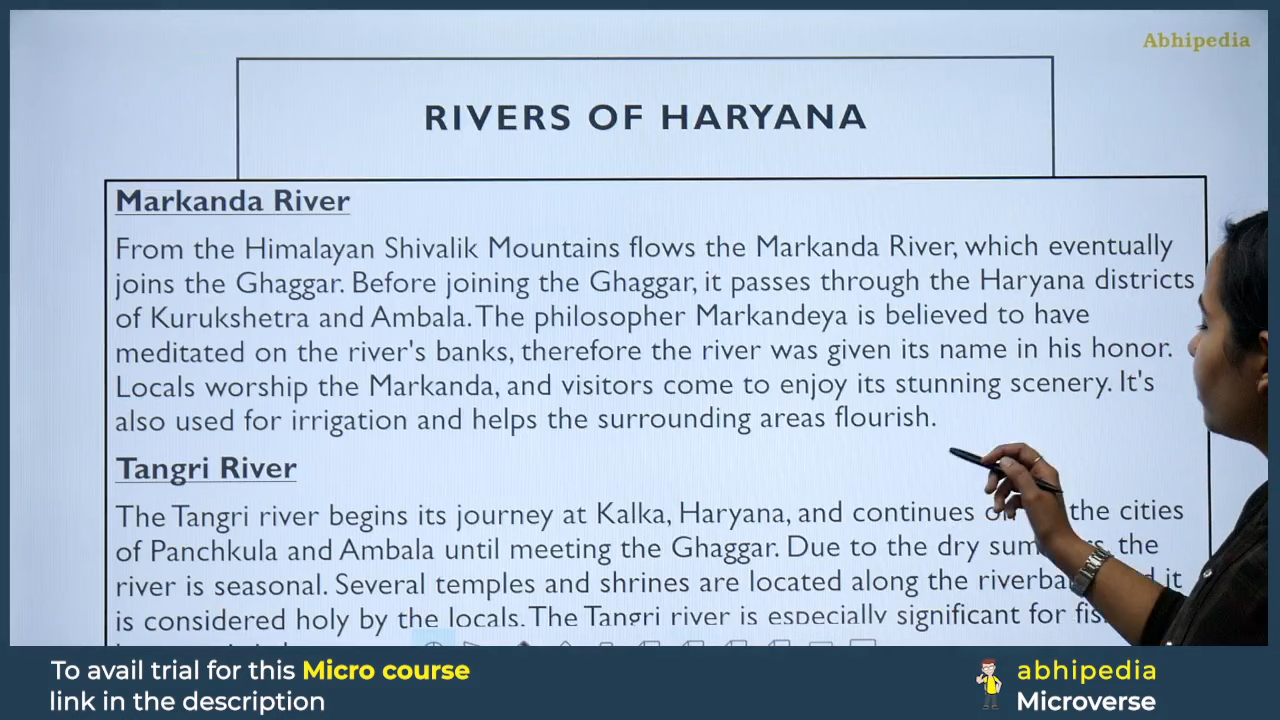 Abhipedia
RIVERS OF HARYANA
Markanda River
From the Himalayan Shivalik Mountains flows the Markanda River, which eventually
joins the Ghaggar. Before joining the Ghaggar, it passes through the Haryana districts
of Kurukshetra and Ambala. The philosopher Markandeya is believed to have
meditated on the river's banks, therefore the river was given its name in his honor.
Locals worship the Markanda, and visitors come to enjoy its stunning scenery. It's
also used for irrigation and helps the surrounding areas flourish.
Tangri River
The Tangri river begins its journey at Kalka, Haryana, and continues the cities
of Panchkula and Ambala until meeting the Ghaggar. Due to the dry the
river is seasonal. Several temples and shrines are located along the it
is considered holy by the locals. The Tangri river is especially significant for
To avail trial for this Micro course
link in the description
abhipedia
Microverse